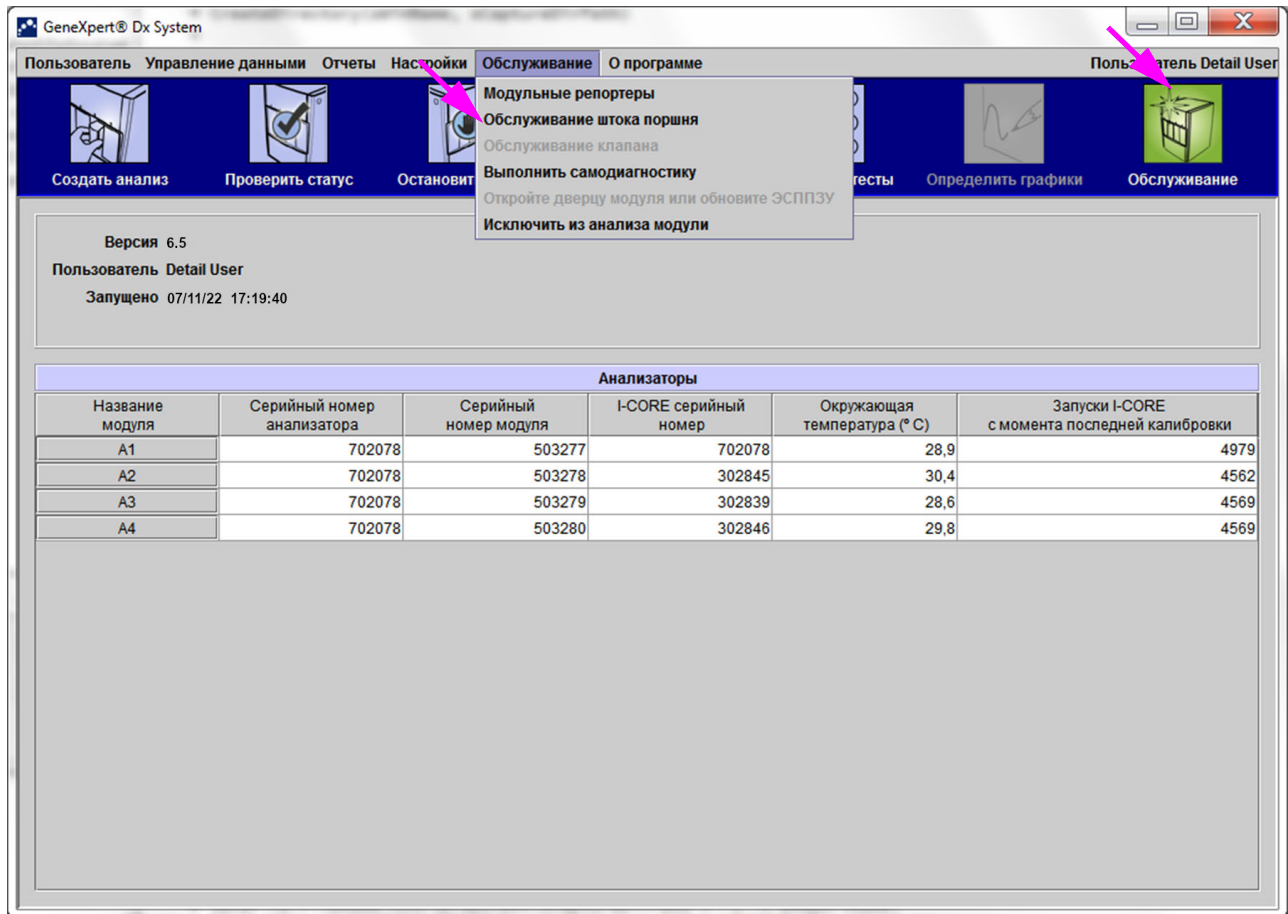 GeneXpert® Dx System
Пользователь Управление данными Отчеты Настройки Обслуживание О программе Пользователь Detail User
Модульные репортеры
Обслуживание штока поршня
Обслуживание клапана
Выполнить самодиагностику
Откройте дверцу модуля или обновите ЭСППЗУ
Исключить из анализа модули
Создать анализ Проверить статус Определить графики Обслуживание
Версия 6.5
Пользователь Detail User
Запущено 07/11/22 17:19:40
Анализаторы
Название модуля Серийный номер анализатора Серийный номер модуля I-CORE серийный номер Окружающая температура (° C) Запуски I-CORE с момента последней калибровки
A1 702078 503277 702078 28,9 4979
A2 702078 503278 302845 30,4 4562
A3 702078 503279 302839 28,6 4569
A4 702078 503280 302846 29,8 4569